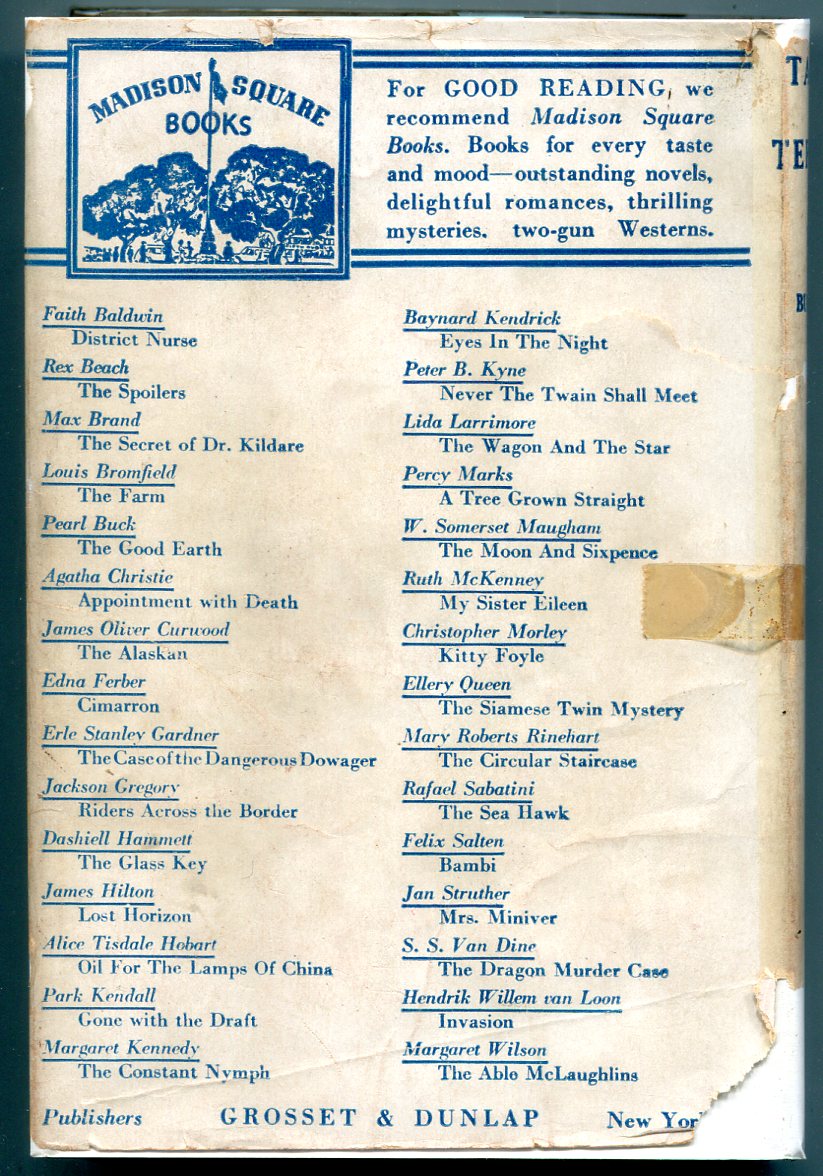 MADISON SQUARE
BOOKS
For GOOD READING, we
recommend Madison Square
Books. Books for every taste
and mood—outstanding novels,
delightful romances, thrilling
mysteries. two-gun Westerns.
Faith Baldwin
District Nurse
Rex Beach
The Spoilers
Max Brand
The Secret of Dr. Kildare
Louis Bromfield
The Farm
Pearl Buck
The Good Earth
Agatha Christie
Appointment with Death
James Oliver Curwood
The Alaskan
Edna Ferber
Cimarron
Erle Stanley Gardner
The Case of the Dangerous Dowager
Jackson Gregory
Riders Across the Border
Dashiell Hammett
The Glass Key
James Hilton
Lost Horizon
Alice Tisdale Hobart
Oil For The Lamps Of China
Park Kendall
Gone with the Draft
Margaret Kennedy
The Constant Nymph
Baynard Kendrick
Eyes In The Night
Peter B. Kyne
Never The Twain Shall Meet
Lida Larrimore
The Wagon And The Star
Percy Marks
A Tree Grown Straight
W. Somerset Maugham
The Moon And Sixpence
Ruth McKenney
My Sister Eileen
Christopher Morley
Kitty Foyle
Ellery Queen
The Siamese Twin Mystery
Mary Roberts Rinehart
The Circular Staircase
Rafael Sabatini
The Sea Hawk
Felix Salten
Bambi
Jan Struther
Mrs. Miniver
S. S. Van Dine
The Dragon Murder Case
Hendrik Willem van Loon
Invasion
Margaret Wilson
The Able McLaughlins
Publishers GROSSET & DUNLAP New Yor